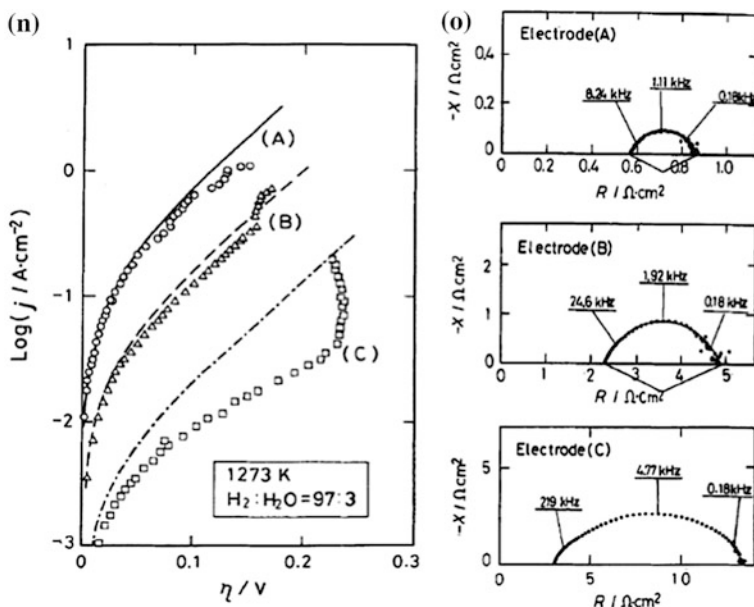 (n)
1
0
-1
-2
-3
Log(j / A·cm⁻²)
(A)
(B)
(C)
1273 K
H₂:H₂O=97:3
0
0.1
0.2
0.3
η / V
(o)
Electrode(A)
0.4
0.2
0
-X / Ω·cm²
8.24 kHz
1.11 kHz
0.18kHz
0
0.2
0.4
0.6
0.8
1.0
R / Ω·cm²
Electrode(B)
2
1
0
-X / Ω·cm²
24.6 kHz
1.92 kHz
0.18 kHz
0
1
2
3
4
5
R / Ω·cm²
Electrode(C)
5
0
-X / Ω·cm²
219 kHz
4.77 kHz
0.18kHz
5
10
R / Ω·cm²